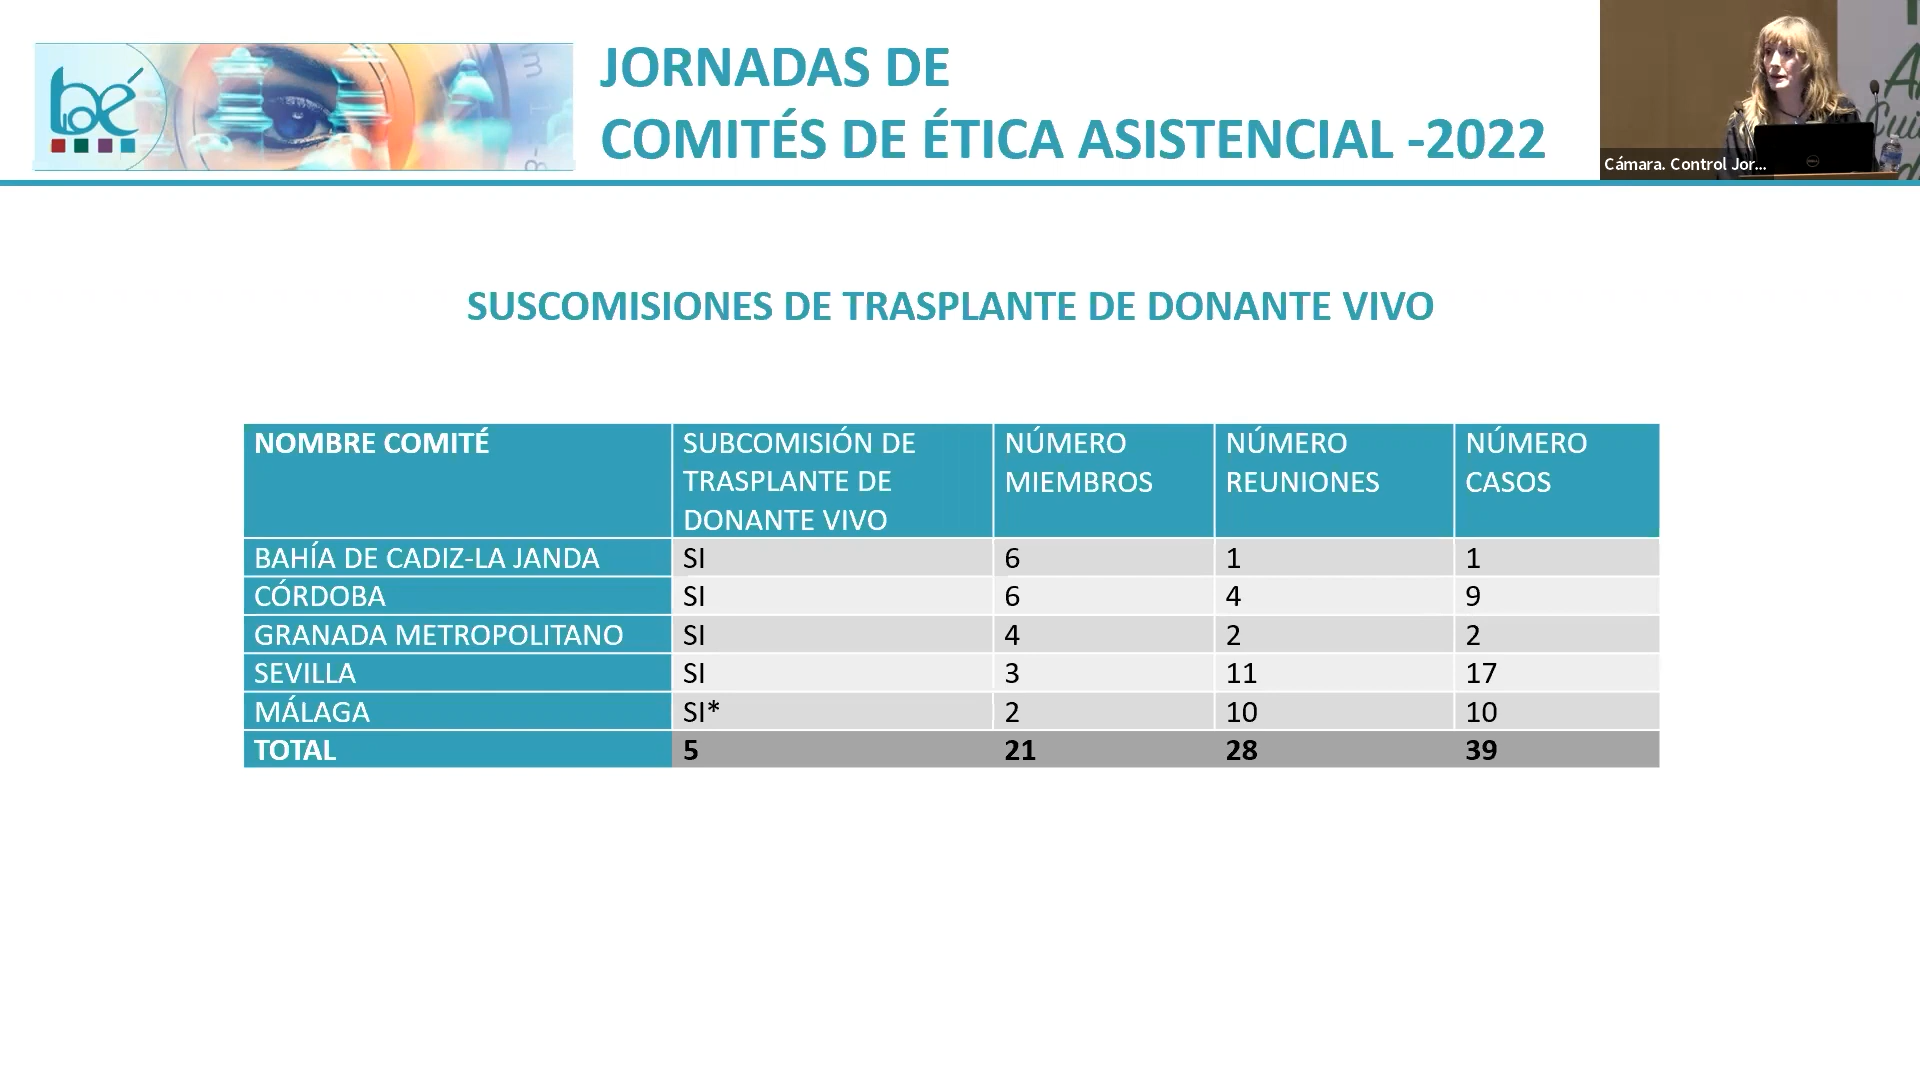 bioé
JORNADAS DE
COMITÉS DE ÉTICA ASISTENCIAL -2022
Cámara. Control Jor...
SUSCOMISIONES DE TRASPLANTE DE DONANTE VIVO
NOMBRE COMITÉ SUBCOMISIÓN DE TRASPLANTE DE DONANTE VIVO NÚMERO MIEMBROS NÚMERO REUNIONES NÚMERO CASOS
BAHÍA DE CADIZ-LA JANDA SI 6 1 1
CÓRDOBA SI 6 4 9
GRANADA METROPOLITANO SI 4 2 2
SEVILLA SI 3 11 17
MÁLAGA SI* 2 10 10
TOTAL 5 21 28 39